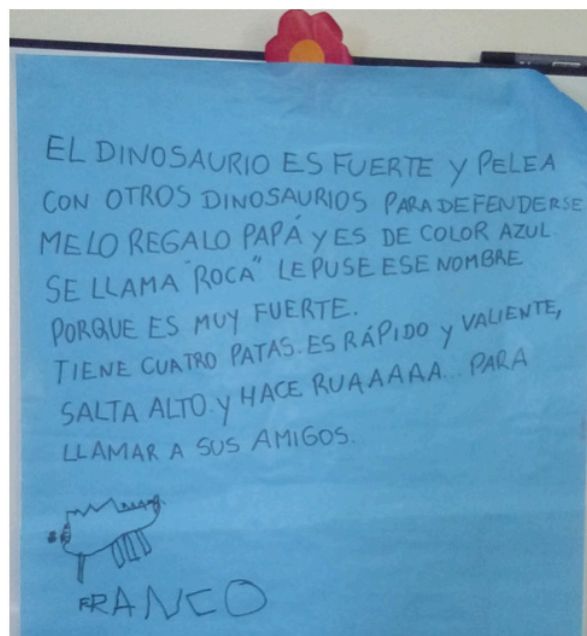 EL DINOSAURIO ES FUERTE Y PELEA
CON OTROS DINOSAURIOS PARA DEFENDERSE
ME LO REGALO PAPÁ Y ES DE COLOR AZUL
SE LLAMA "ROCA" LE PUSE ESE NOMBRE
PORQUE ES MUY FUERTE.
TIENE CUATRO PATAS. ES RÁPIDO Y VALIENTE,
SALTA ALTO. Y HACE RUAAAAA... PARA
LLAMAR A SUS AMIGOS.
FRANCO